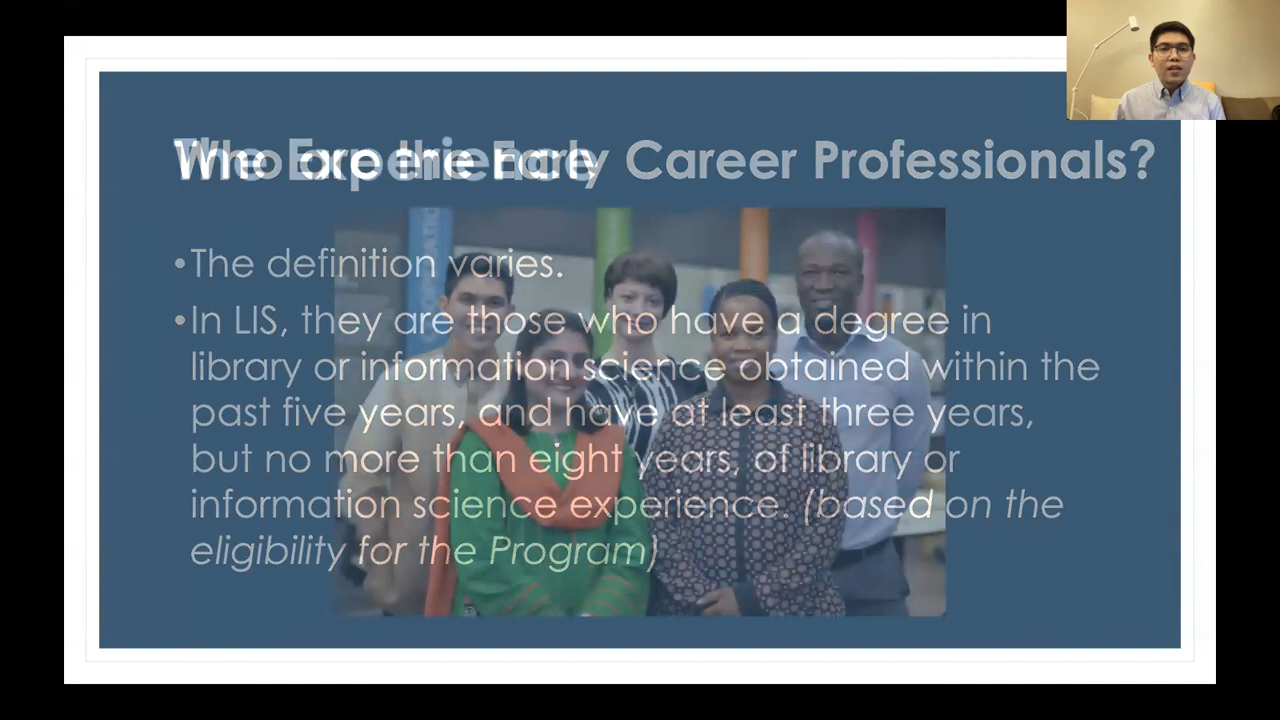 Who are the Early Career Professionals?
The Experience
•The definition varies.
•In LIS, they are those who have a degree in
library or information science obtained within the
past five years, and have at least three years,
but no more than eight years, of library or
information science experience. (based on the
eligibility for the Program)